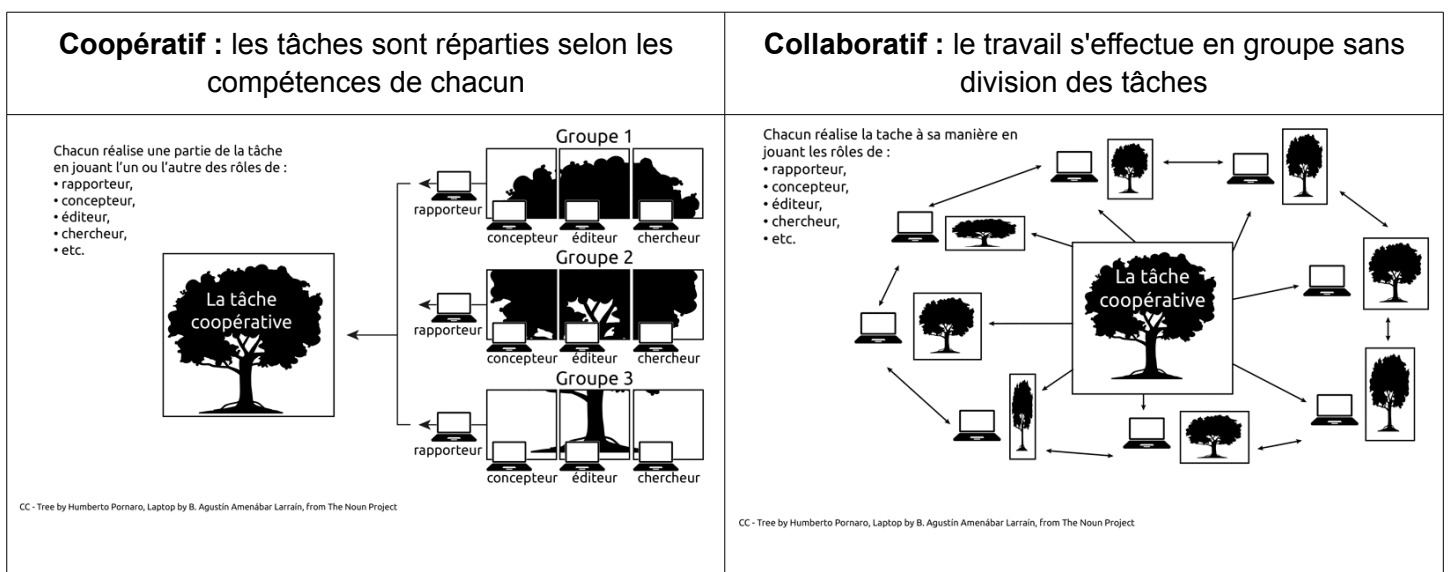 Coopératif : les tâches sont réparties selon les
compétences de chacun
Collaboratif : le travail s'effectue en groupe sans
division des tâches
Chacun réalise une partie de la tâche
en jouant l'un ou l'autre des rôles de :
• rapporteur,
• concepteur,
• éditeur,
• chercheur,
• etc.
La tâche
coopérative
Groupe 1
rapporteur
concepteur éditeur chercheur
Groupe 2
rapporteur
concepteur éditeur chercheur
Groupe 3
rapporteur
concepteur éditeur chercheur
CC - Tree by Humberto Pornaro, Laptop by B. Agustín Amenábar Larraín, from The Noun Project
Chacun réalise la tache à sa manière en
jouant les rôles de :
• rapporteur,
• concepteur,
• éditeur,
• chercheur,
• etc.
La tâche
coopérative
CC - Tree by Humberto Pornaro, Laptop by B. Agustín Amenábar Larraín, from The Noun Project